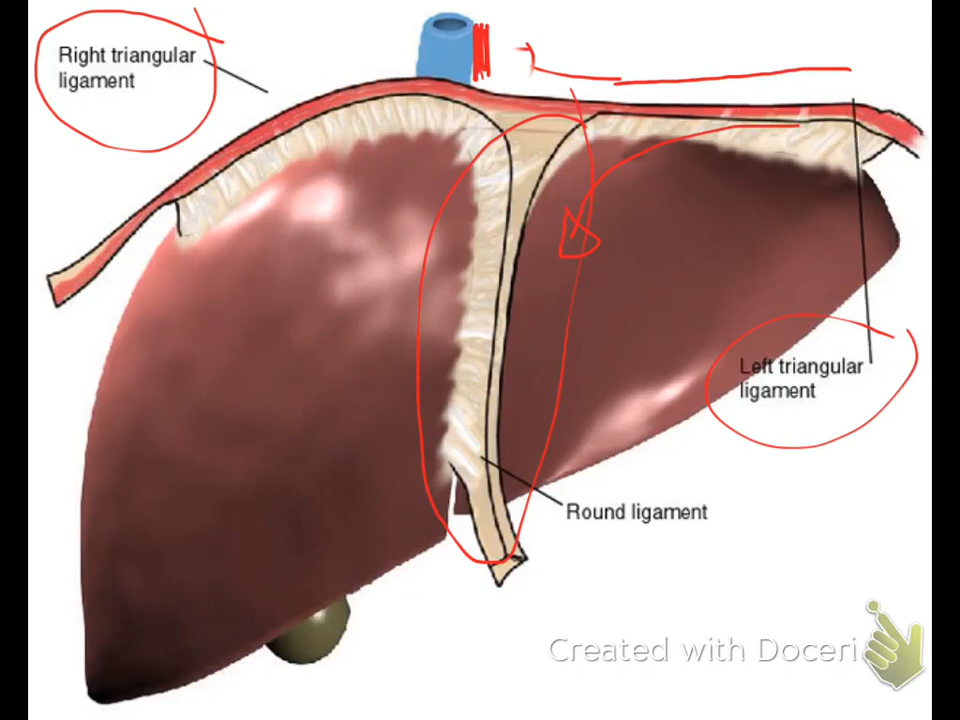 Right triangular
ligament
Left triangular
ligament
Round ligament
Created with Doceri